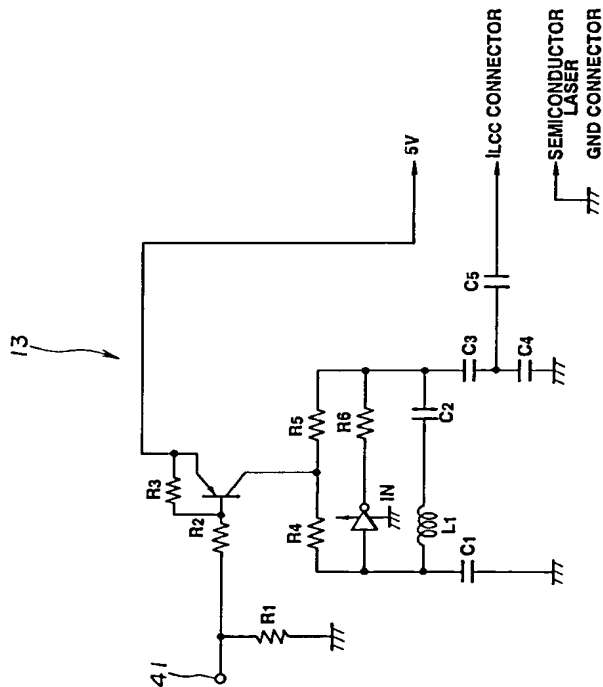 13
5V
ILCC CONNECTOR
SEMICONDUCTOR
LASER
GND CONNECTOR
41
R1
R2
R3
R4
R5
R6
IN
L1
C1
C2
C3
C4
C5